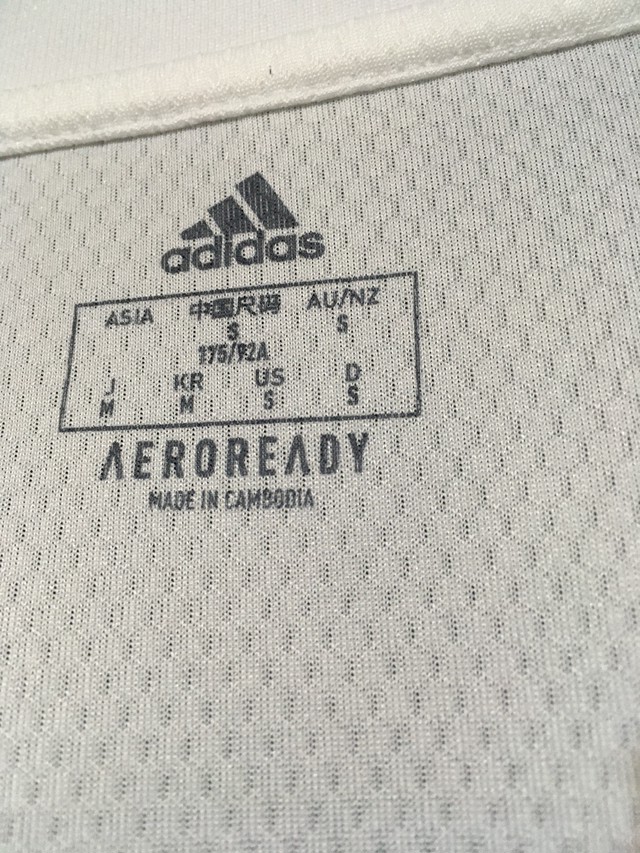 adidas
ASIA 中国尺码 AU/NZ
S S
175/92A
J KR US D
M M S S
AEROREADY
MADE IN CAMBODIA